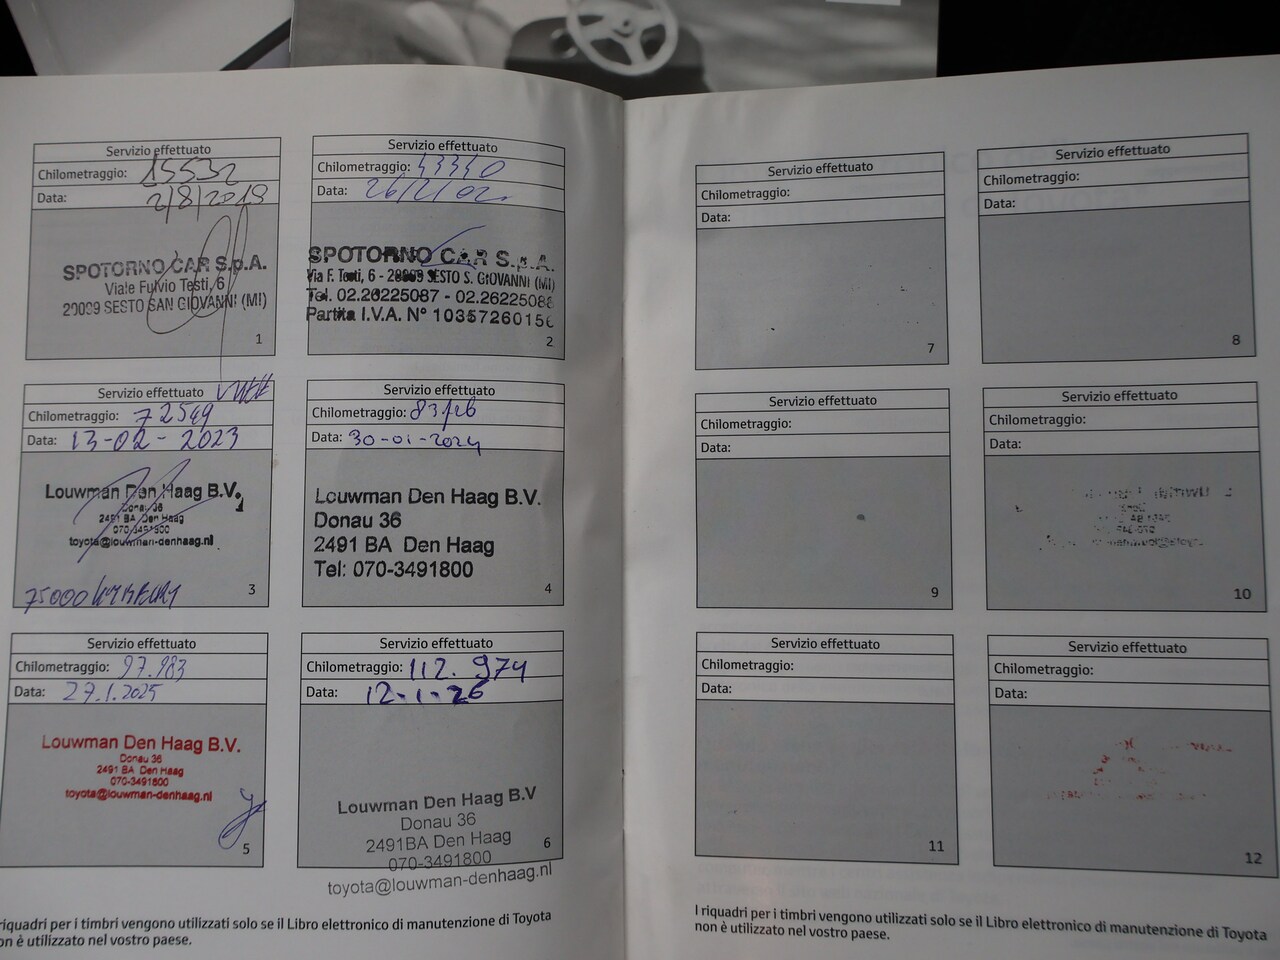 Servizio effettuato
Chilometraggio: 15532
Data: 2/8/2019
SPOTORNO CAR S.p.A.
Viale Fulvio Testi, 6
20099 SESTO SAN GIOVANNI (MI)
1
Servizio effettuato
Chilometraggio: 43340
Data: 26/2/02
SPOTORNO CAR S.p.A.
Via F. Testi, 6 - 20099 SESTO S. GIOVANNI (MI)
Tel. 02.26225087 - 02.26225088
Partita I.V.A. N° 10357260156
2
Servizio effettuato
Chilometraggio: 72549
Data: 13-02-2023
Louwman Den Haag B.V.
Donau 36
2491 BA Den Haag
070-3491800
toyota@louwman-denhaag.nl
75000
3
Servizio effettuato
Chilometraggio:
Data: 30-01-2024
Louwman Den Haag B.V.
Donau 36
2491 BA Den Haag
Tel: 070-3491800
4
Servizio effettuato
Chilometraggio: 97.983
Data: 27.1.2025
Louwman Den Haag B.V.
Donau 36
2491 BA Den Haag
070-3491800
toyota@louwman-denhaag.nl
5
Servizio effettuato
Chilometraggio: 112.974
Data: 12-1-26
Louwman Den Haag B.V
Donau 36
2491BA Den Haag
070-3491800
toyota@louwman-denhaag.nl
6
riquadri per i timbri vengono utilizzati solo se il Libro elettronico di manutenzione di Toyota
on è utilizzato nel vostro paese.
Servizio effettuato
Chilometraggio:
Data:
7
Servizio effettuato
Chilometraggio:
Data:
8
Servizio effettuato
Chilometraggio:
Data:
9
Servizio effettuato
Chilometraggio:
Data:
10
Servizio effettuato
Chilometraggio:
Data:
11
Servizio effettuato
Chilometraggio:
Data:
12
I riquadri per i timbri vengono utilizzati solo se il Libro elettronico di manutenzione di Toyota
non è utilizzato nel vostro paese.